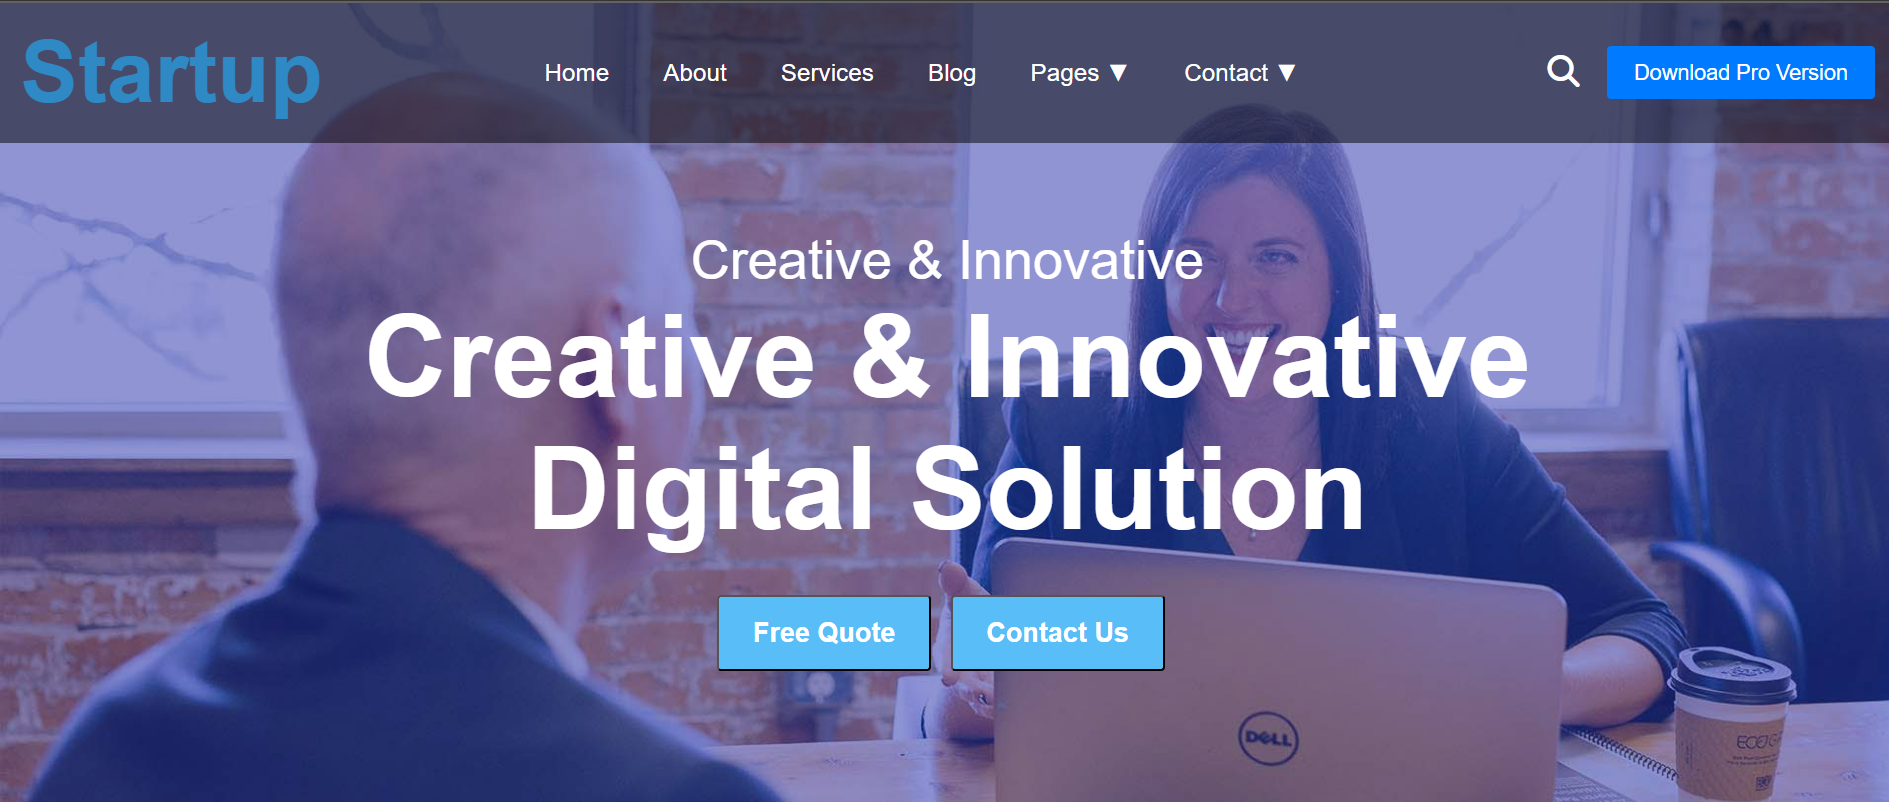 Startup
Home About Services Blog Pages ▼ Contact ▼
Download Pro Version
Creative & Innovative
Creative & Innovative
Digital Solution
Free Quote Contact Us
DELL